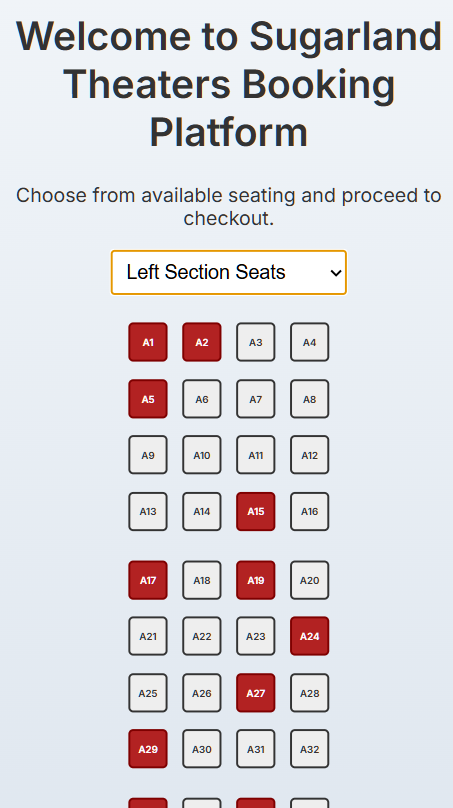 Welcome to Sugarland
Theaters Booking
Platform
Choose from available seating and proceed to
checkout.
Left Section Seats
A1 A2 A3 A4
A5 A6 A7 A8
A9 A10 A11 A12
A13 A14 A15 A16
A17 A18 A19 A20
A21 A22 A23 A24
A25 A26 A27 A28
A29 A30 A31 A32